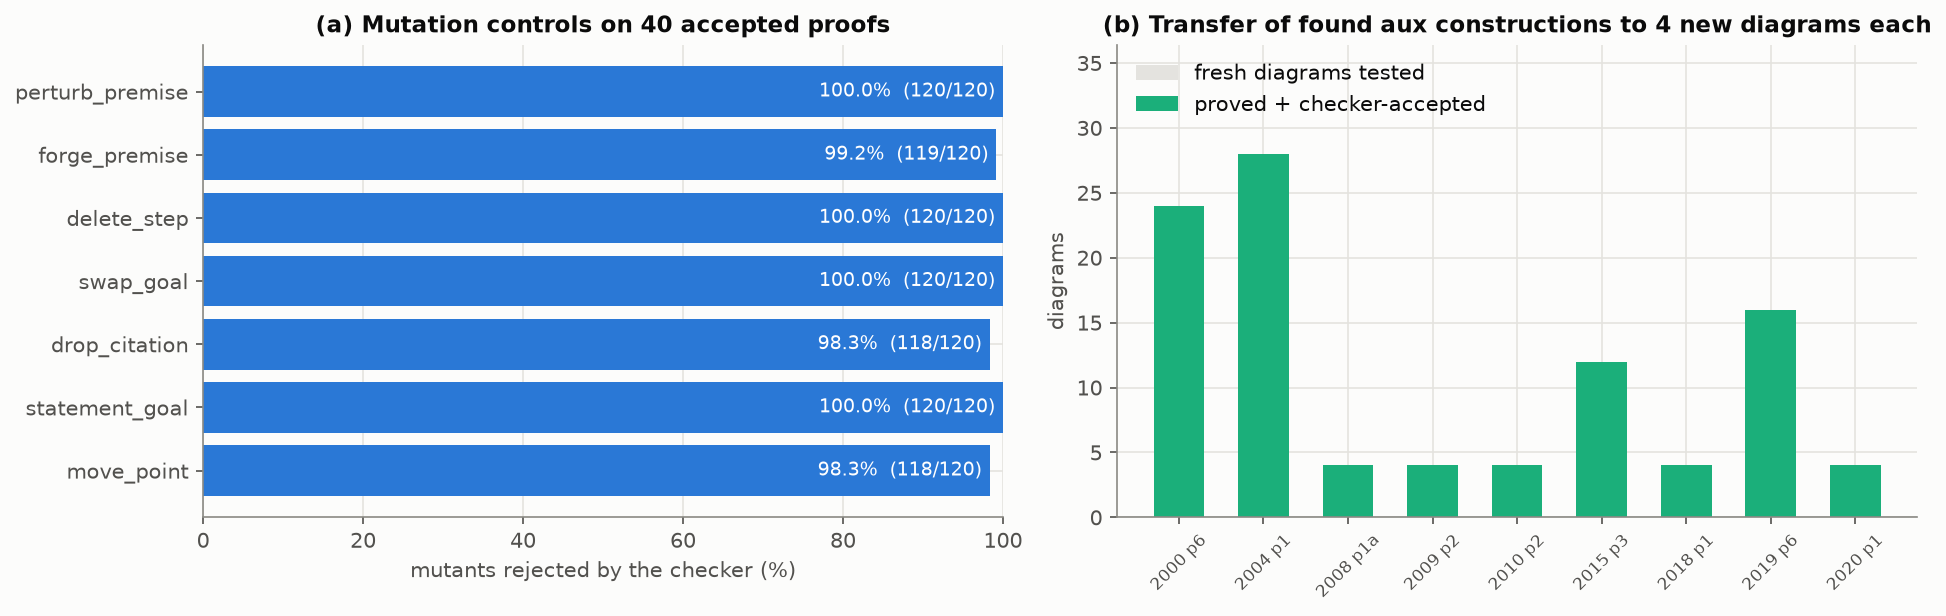 (a) Mutation controls on 40 accepted proofs
perturb_premise
100.0% (120/120)
forge_premise
99.2% (119/120)
delete_step
100.0% (120/120)
swap_goal
100.0% (120/120)
drop_citation
98.3% (118/120)
statement_goal
100.0% (120/120)
move_point
98.3% (118/120)
0 20 40 60 80 100
mutants rejected by the checker (%)
(b) Transfer of found aux constructions to 4 new diagrams each
fresh diagrams tested
proved + checker-accepted
diagrams
35
30
25
20
15
10
5
0
2000 p6
2004 p1
2008 p1a
2009 p2
2010 p2
2015 p3
2018 p1
2019 p6
2020 p1